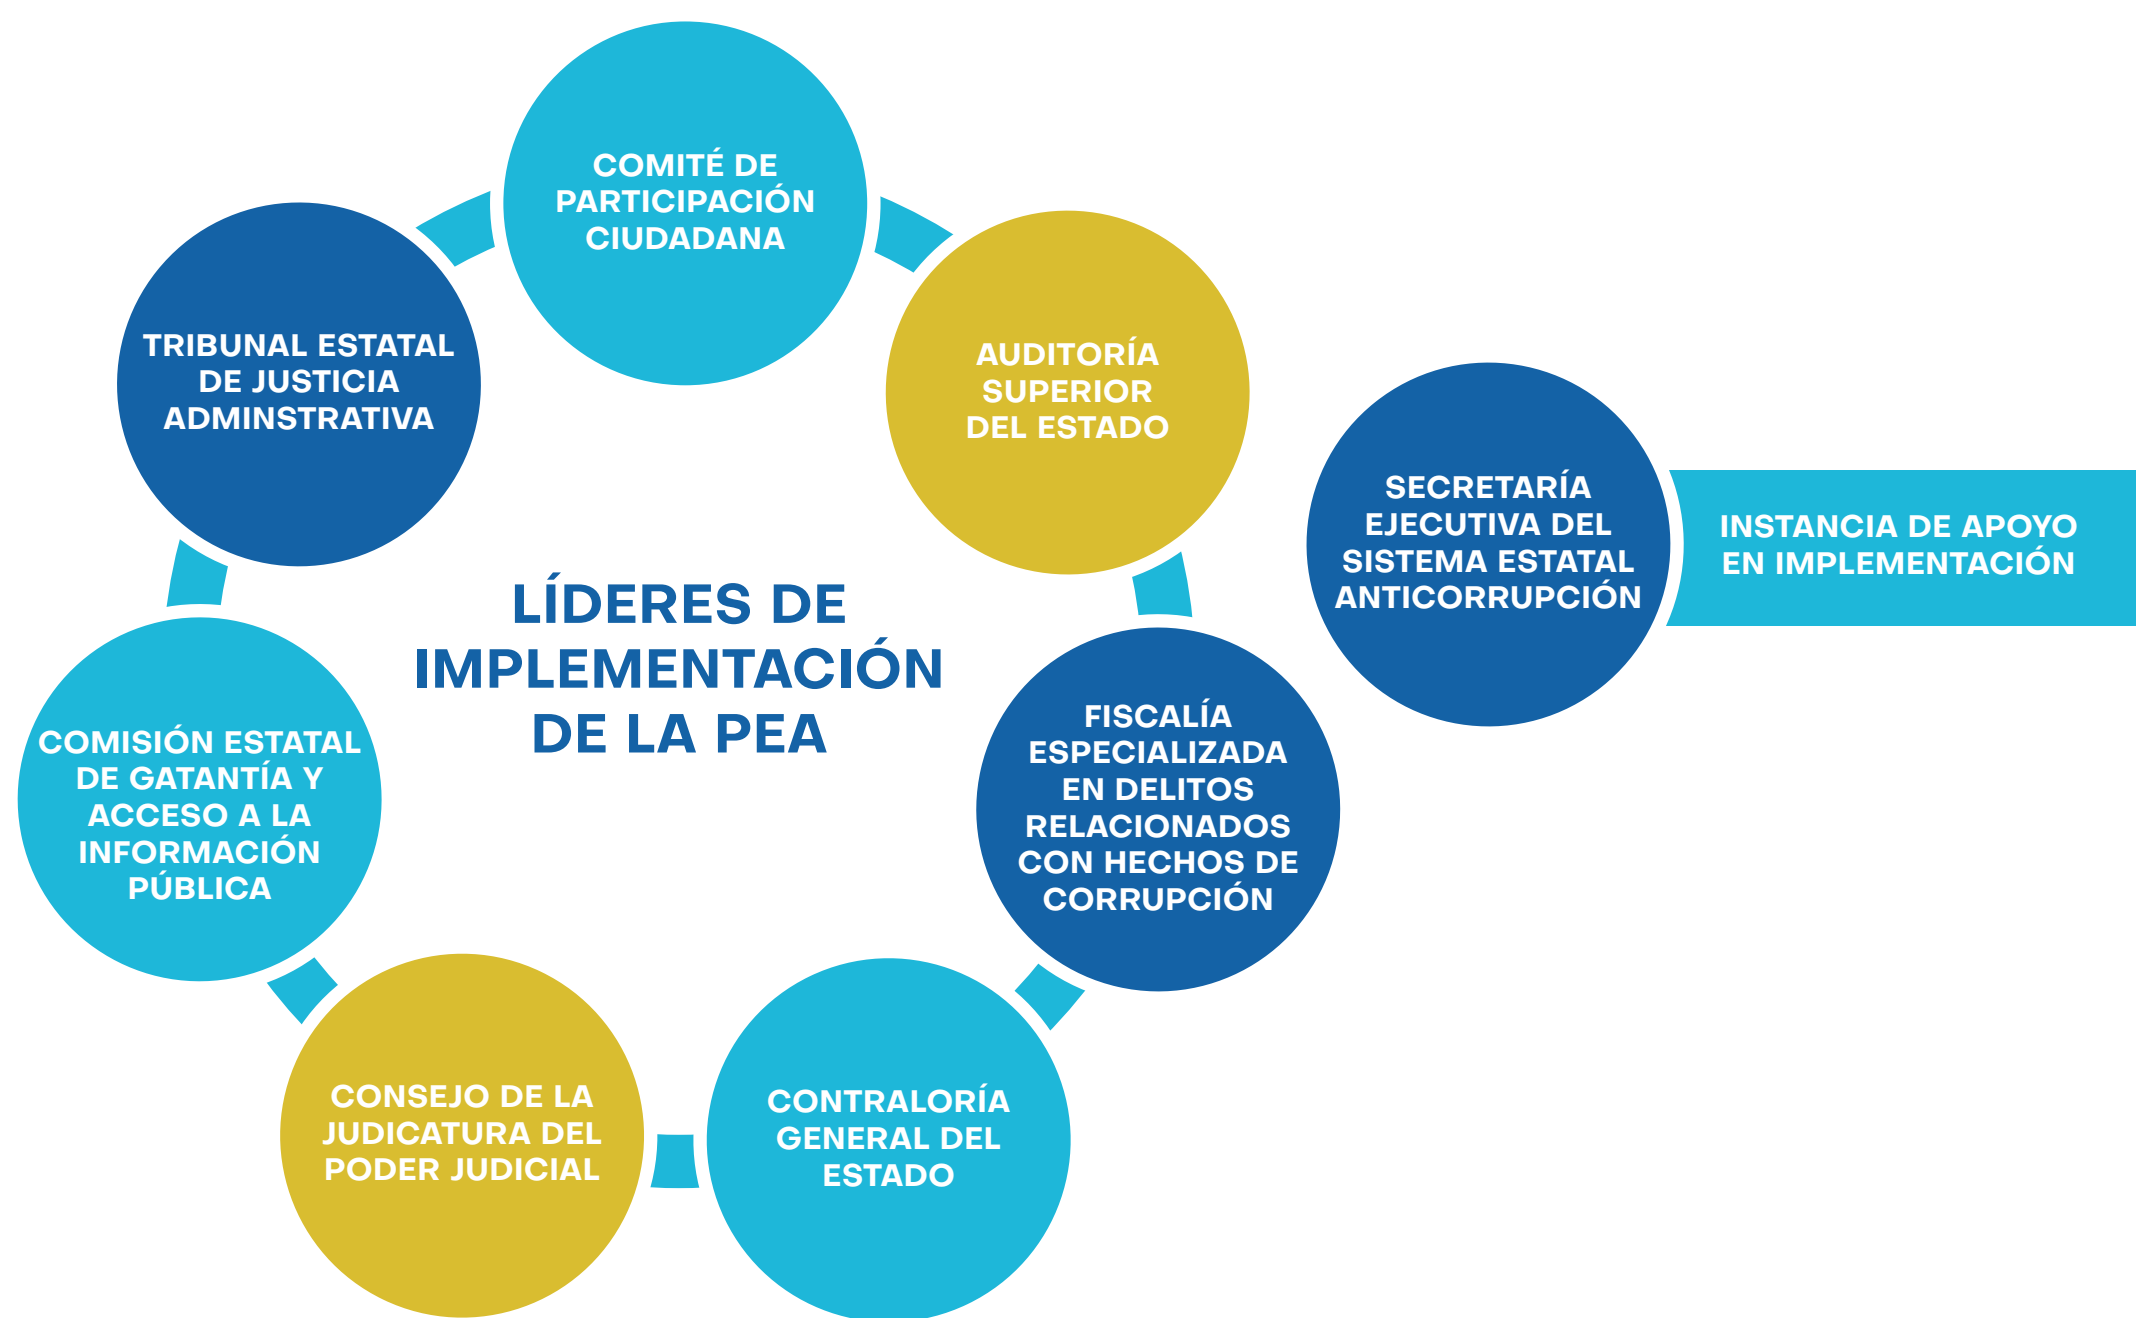 COMITÉ DE
PARTICIPACIÓN
CIUDADANA
TRIBUNAL ESTATAL
DE JUSTICIA
ADMINSTRATIVA
AUDITORÍA
SUPERIOR
DEL ESTADO
SECRETARÍA
EJECUTIVA DEL
SISTEMA ESTATAL
ANTICORRUPCIÓN
INSTANCIA DE APOYO
EN IMPLEMENTACIÓN
LÍDERES DE
IMPLEMENTACIÓN
DE LA PEA
COMISIÓN ESTATAL
DE GATANTÍA Y
ACCESO A LA
INFORMACIÓN
PÚBLICA
FISCALÍA
ESPECIALIZADA
EN DELITOS
RELACIONADOS
CON HECHOS DE
CORRUPCIÓN
CONSEJO DE LA
JUDICATURA DEL
PODER JUDICIAL
CONTRALORÍA
GENERAL DEL
ESTADO